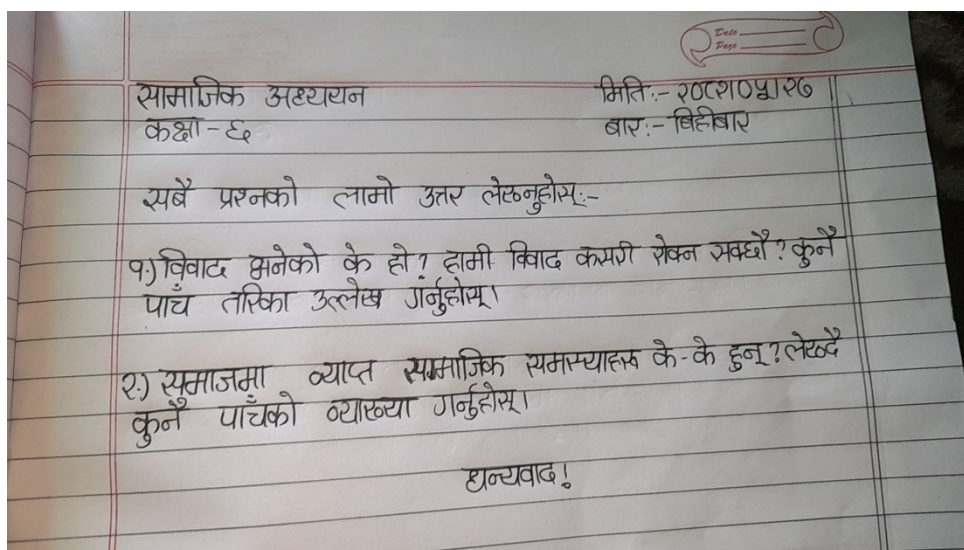 Date
Page
सामाजिक अध्ययन
मिति:- २०८१०५।२७
कक्षा - ६
बार:- बिहीबार
सबै प्रश्नको लामो उत्तर लेख्नुहोस्:-
१.) विवाद भनेको के हो? हामी विवाद कसरी रोक्न सक्छौ? कुनै
पाँच तरिका उल्लेख गर्नुहोस्।
२.) समाजमा व्याप्त सामाजिक समस्याहरू के-के हुन्? लेख्दै
कुनै पाँचको व्याख्या गर्नुहोस्।
धन्यवाद!